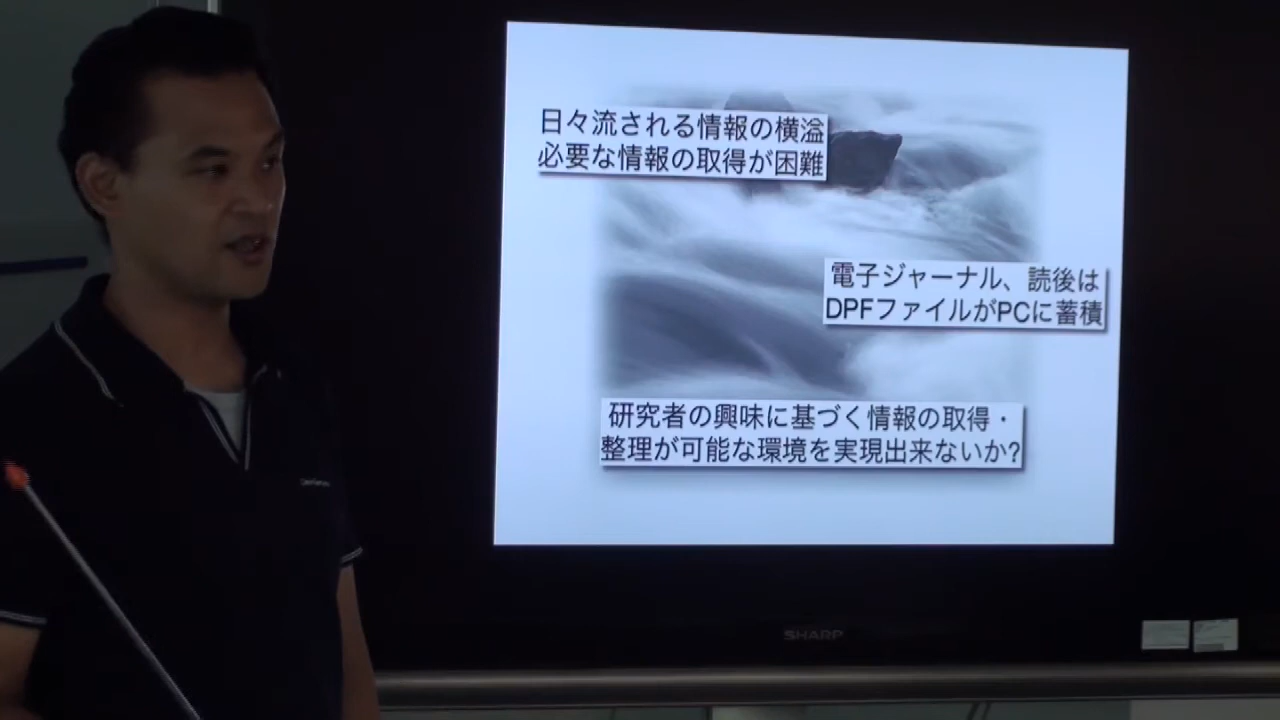 日々流される情報の横溢
必要な情報の取得が困難
電子ジャーナル、読後は
DPFファイルがPCに蓄積
研究者の興味に基づく情報の取得・
整理が可能な環境を実現出来ないか?
SHARP